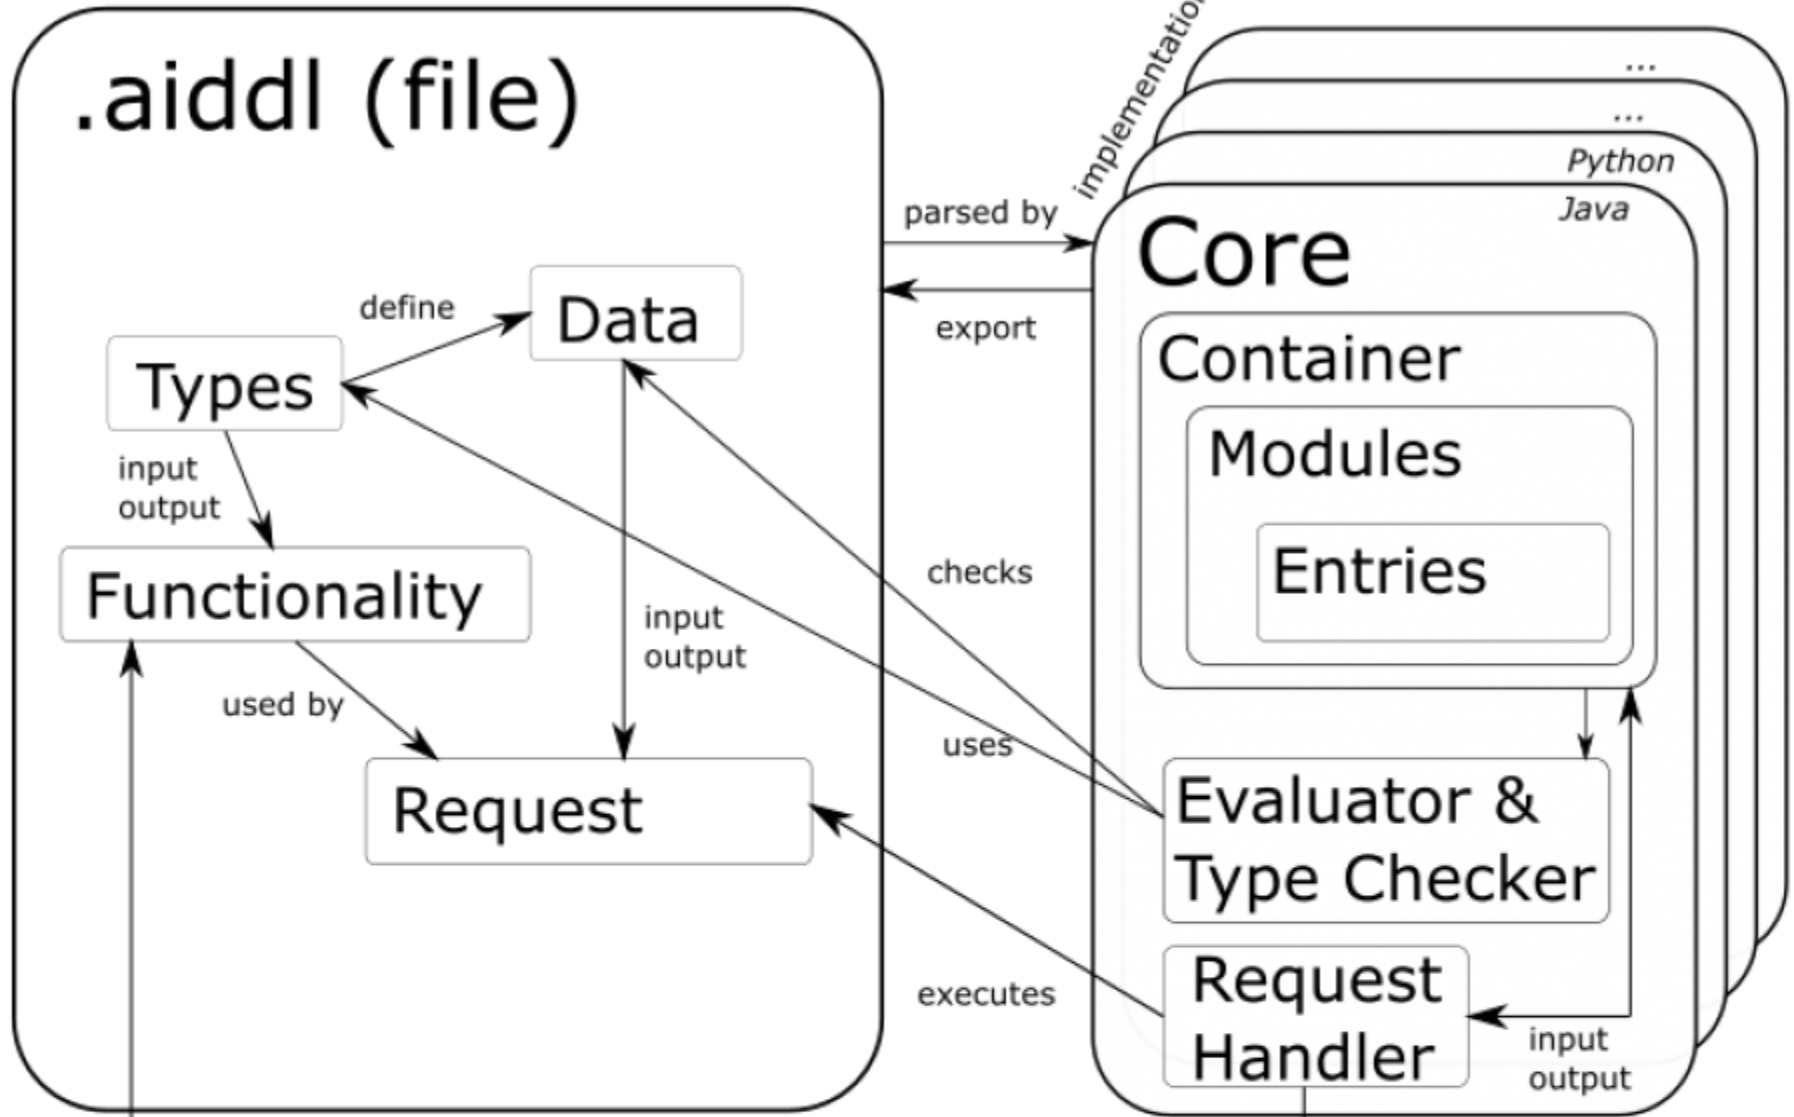 .aiddl (file)
define
Data
Types
input
output
Functionality
input
output
used by
Request
parsed by
export
checks
uses
executes
...
...
Python
Java
Core
Container
Modules
Entries
Evaluator &
Type Checker
Request
Handler
input
output